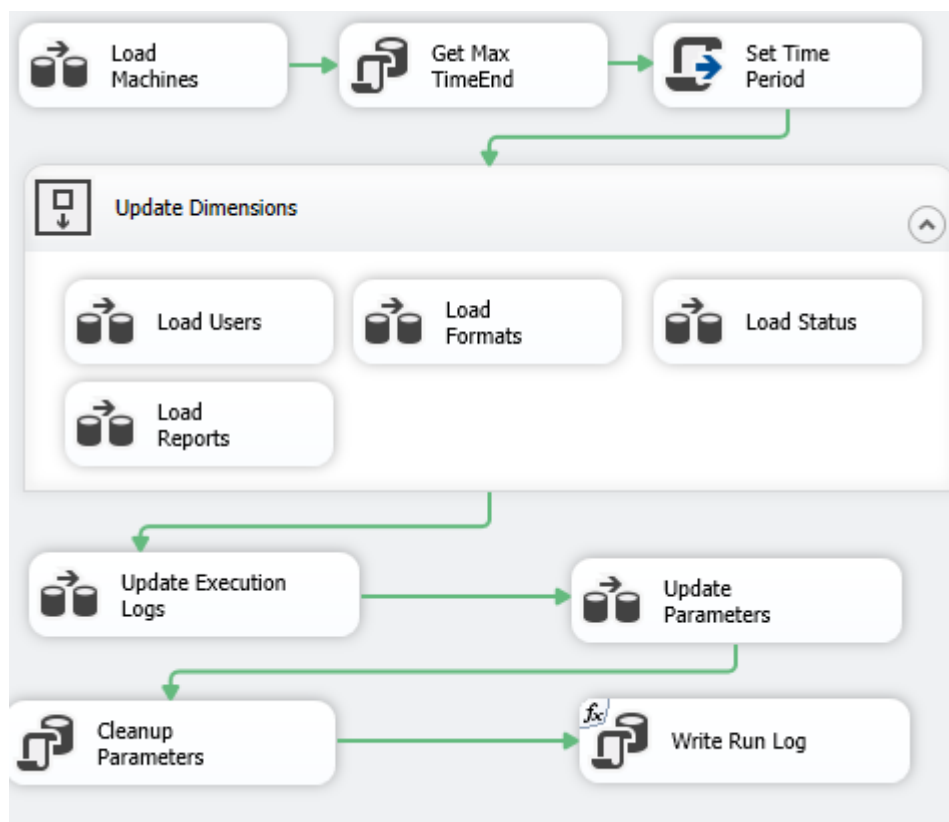 Load
Machines
Get Max
TimeEnd
Set Time
Period
Update Dimensions
Load Users
Load
Formats
Load Status
Load
Reports
Update Execution
Logs
Update
Parameters
Cleanup
Parameters
fx
Write Run Log